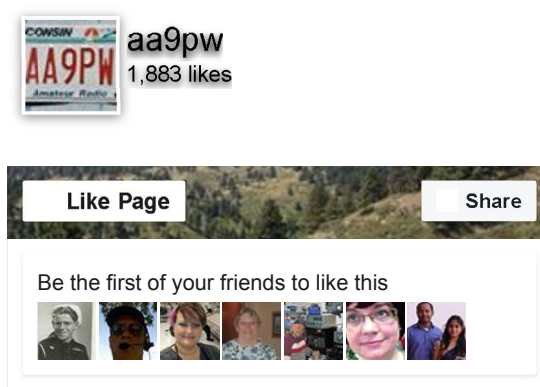 CONSIN
AA9PW
Amateur Radio
aa9pw
1,883 likes
Like Page
Share
Be the first of your friends to like this